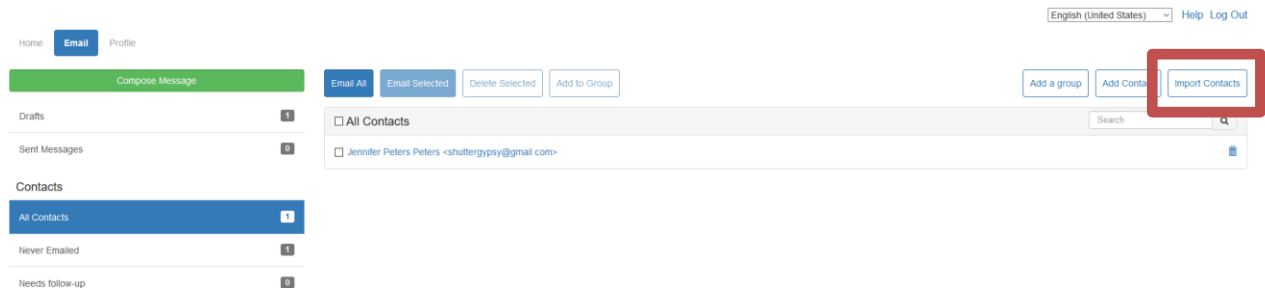 English (United States) Help Log Out
Home Email Profile
Compose Message
Email All Email Selected Delete Selected Add to Group Add a group Add Import Contacts
Drafts 1
All Contacts Search
Sent Messages 0
Jennifer Peters Peters <shuttergypsy@gmail.com>
Contacts
All Contacts 1
Never Emailed 1
Needs follow-up 0